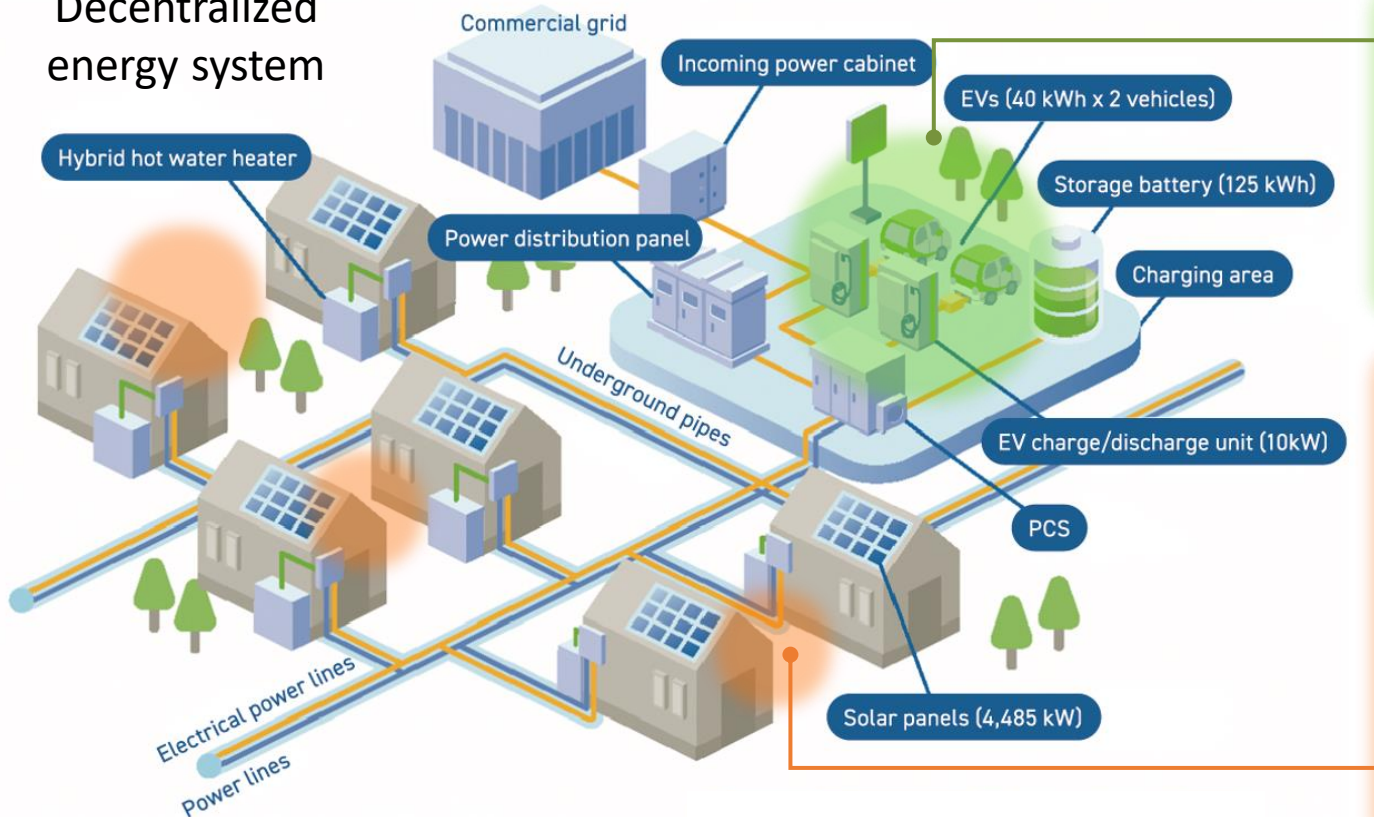 Decentralized
energy system
Commercial grid
Incoming power cabinet
EVs (40 kWh x 2 vehicles)
Hybrid hot water heater
Storage battery (125 kWh)
Power distribution panel
Charging area
Underground pipes
EV charge/discharge unit (10kW)
PCS
Solar panels (4,485 kW)
Electrical power lines
Power lines